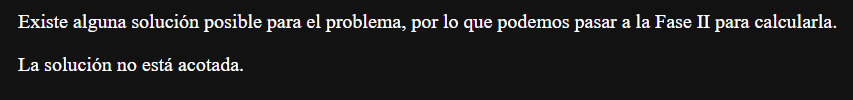 Existe alguna solución posible para el problema, por lo que podemos pasar a la Fase II para calcularla.
La solución no está acotada.